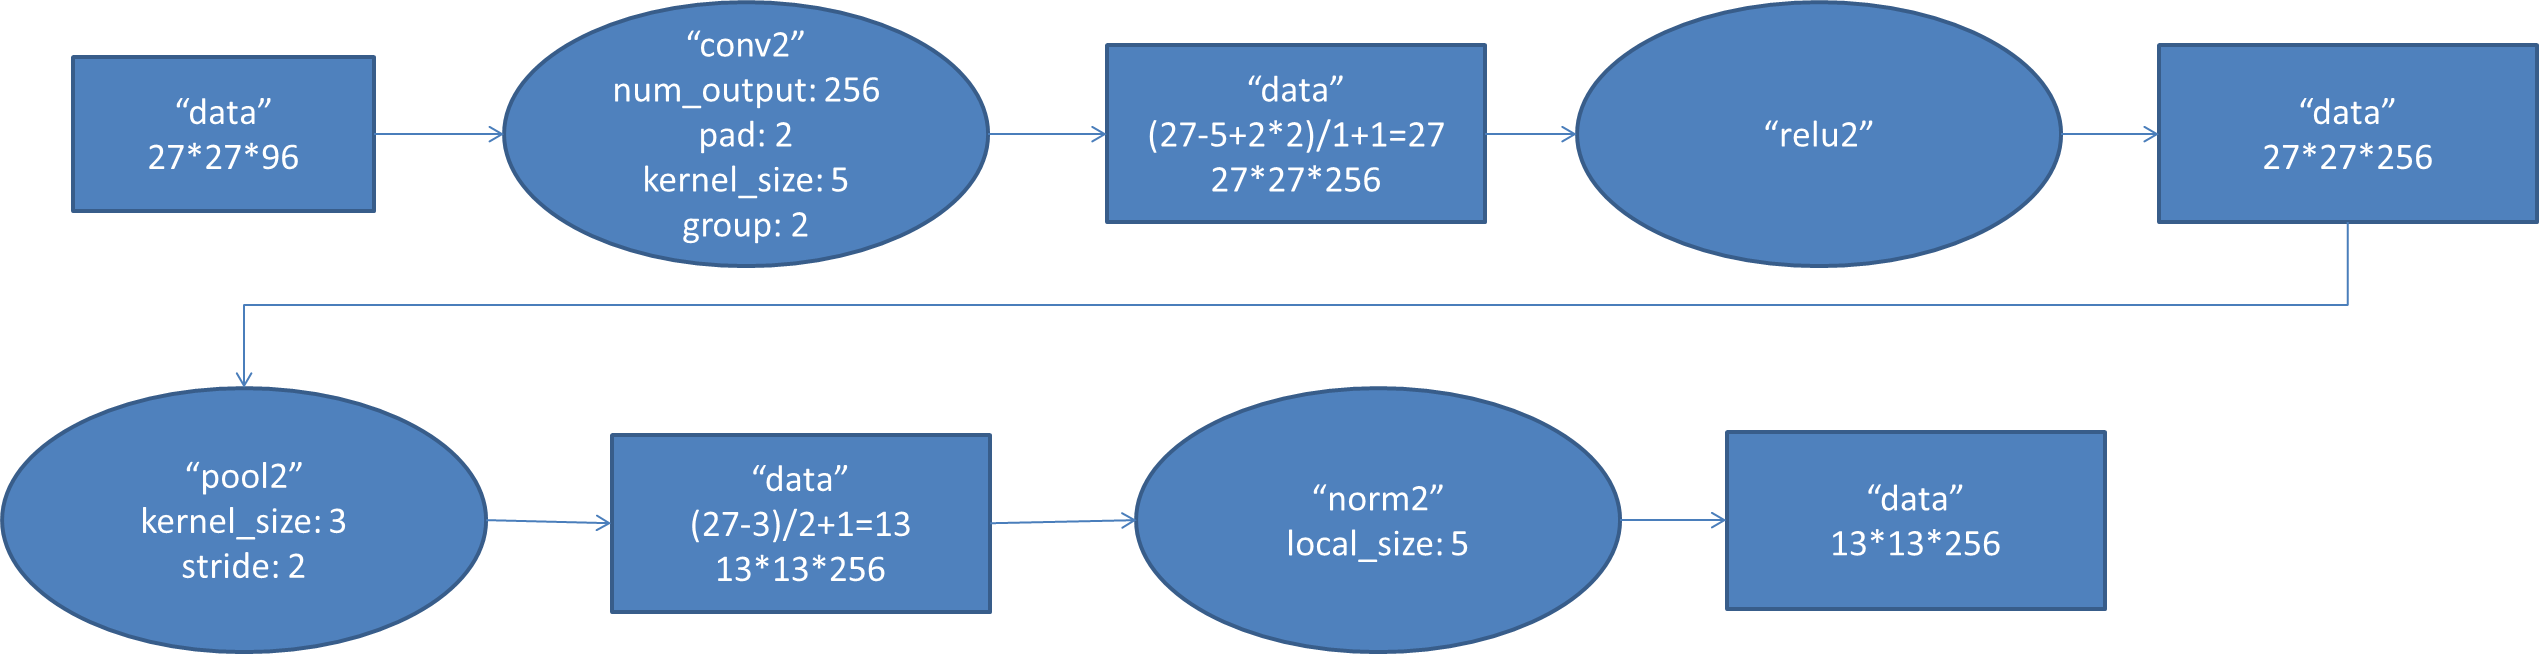 “data”
27*27*96
“conv2”
num_output: 256
pad: 2
kernel_size: 5
group: 2
“data”
(27-5+2*2)/1+1=27
27*27*256
“relu2”
“data”
27*27*256
“pool2”
kernel_size: 3
stride: 2
“data”
(27-3)/2+1=13
13*13*256
“norm2”
local_size: 5
“data”
13*13*256